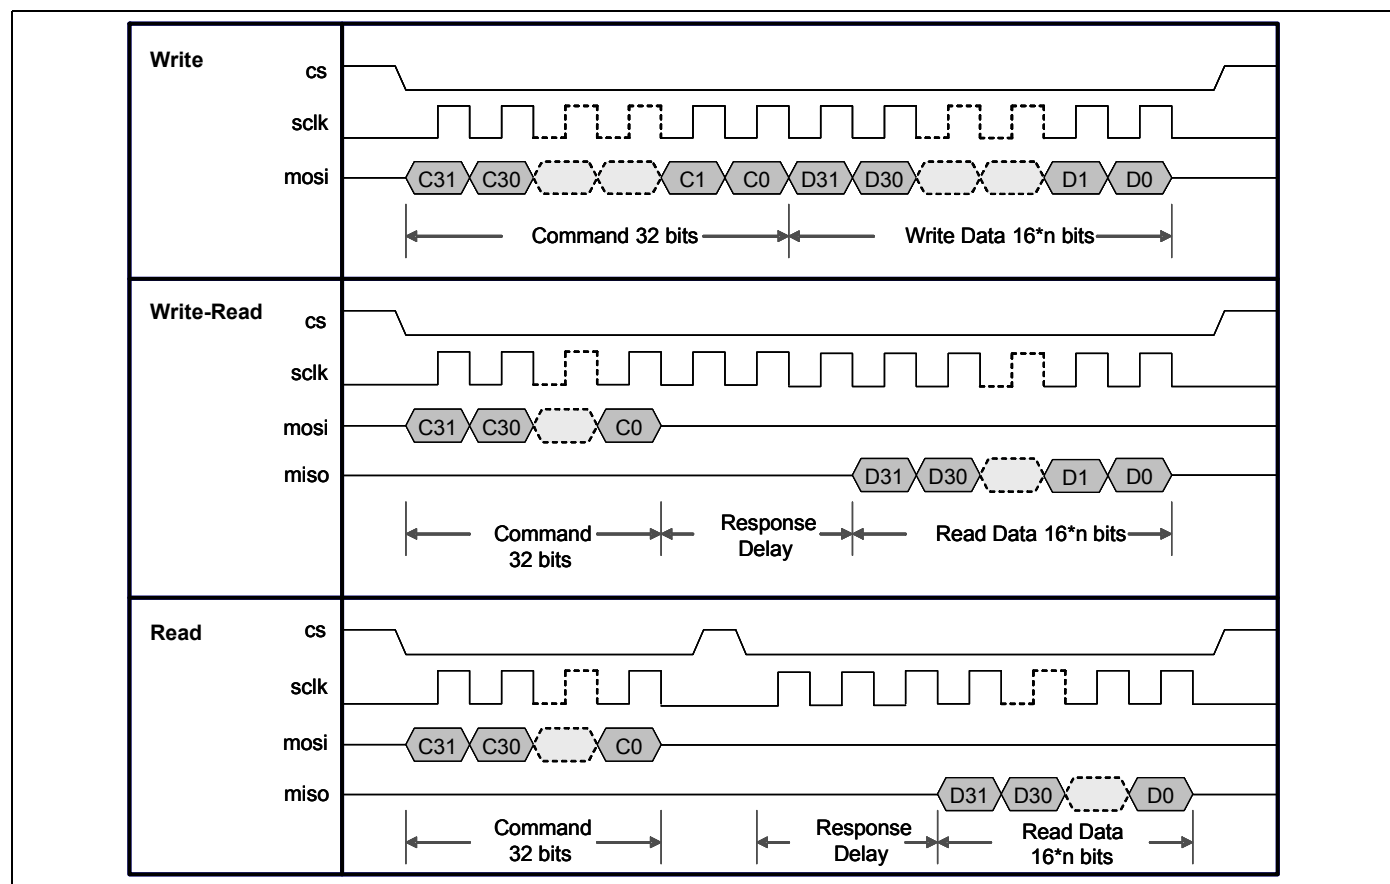 Write
cs
sclk
mosi
C31 C30 C1 C0 D31 D30 D1 D0
Command 32 bits
Write Data 16*n bits
Write-Read
cs
sclk
mosi
C31 C30 C0
miso
D31 D30 D1 D0
Command
32 bits
Response
Delay
Read Data 16*n bits
Read
cs
sclk
mosi
C31 C30 C0
miso
D31 D30 D0
Command
32 bits
Response
Delay
Read Data
16*n bits